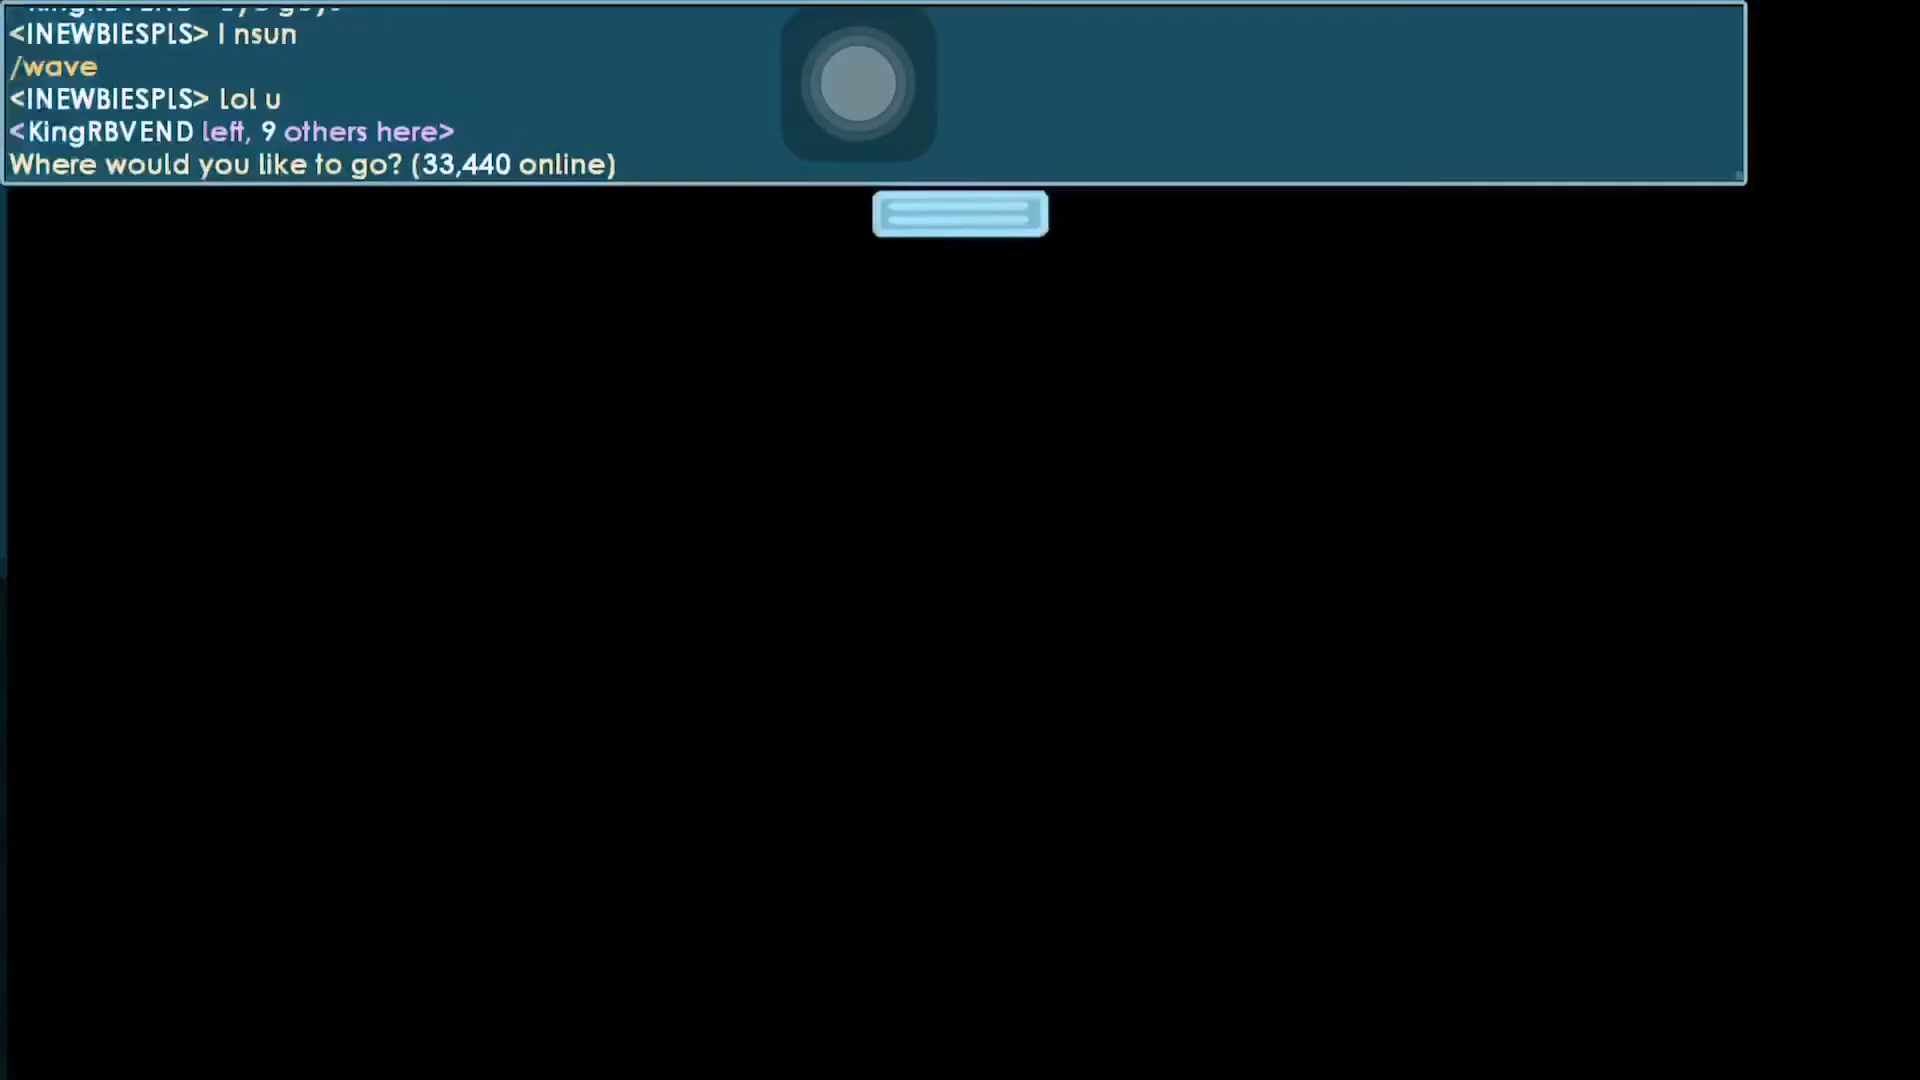 <INEWBIESPLS> I nsun
/wave
<INEWBIESPLS> Lol u
<KingRBVEND left, 9 others here>
Where would you like to go? (33,440 online)